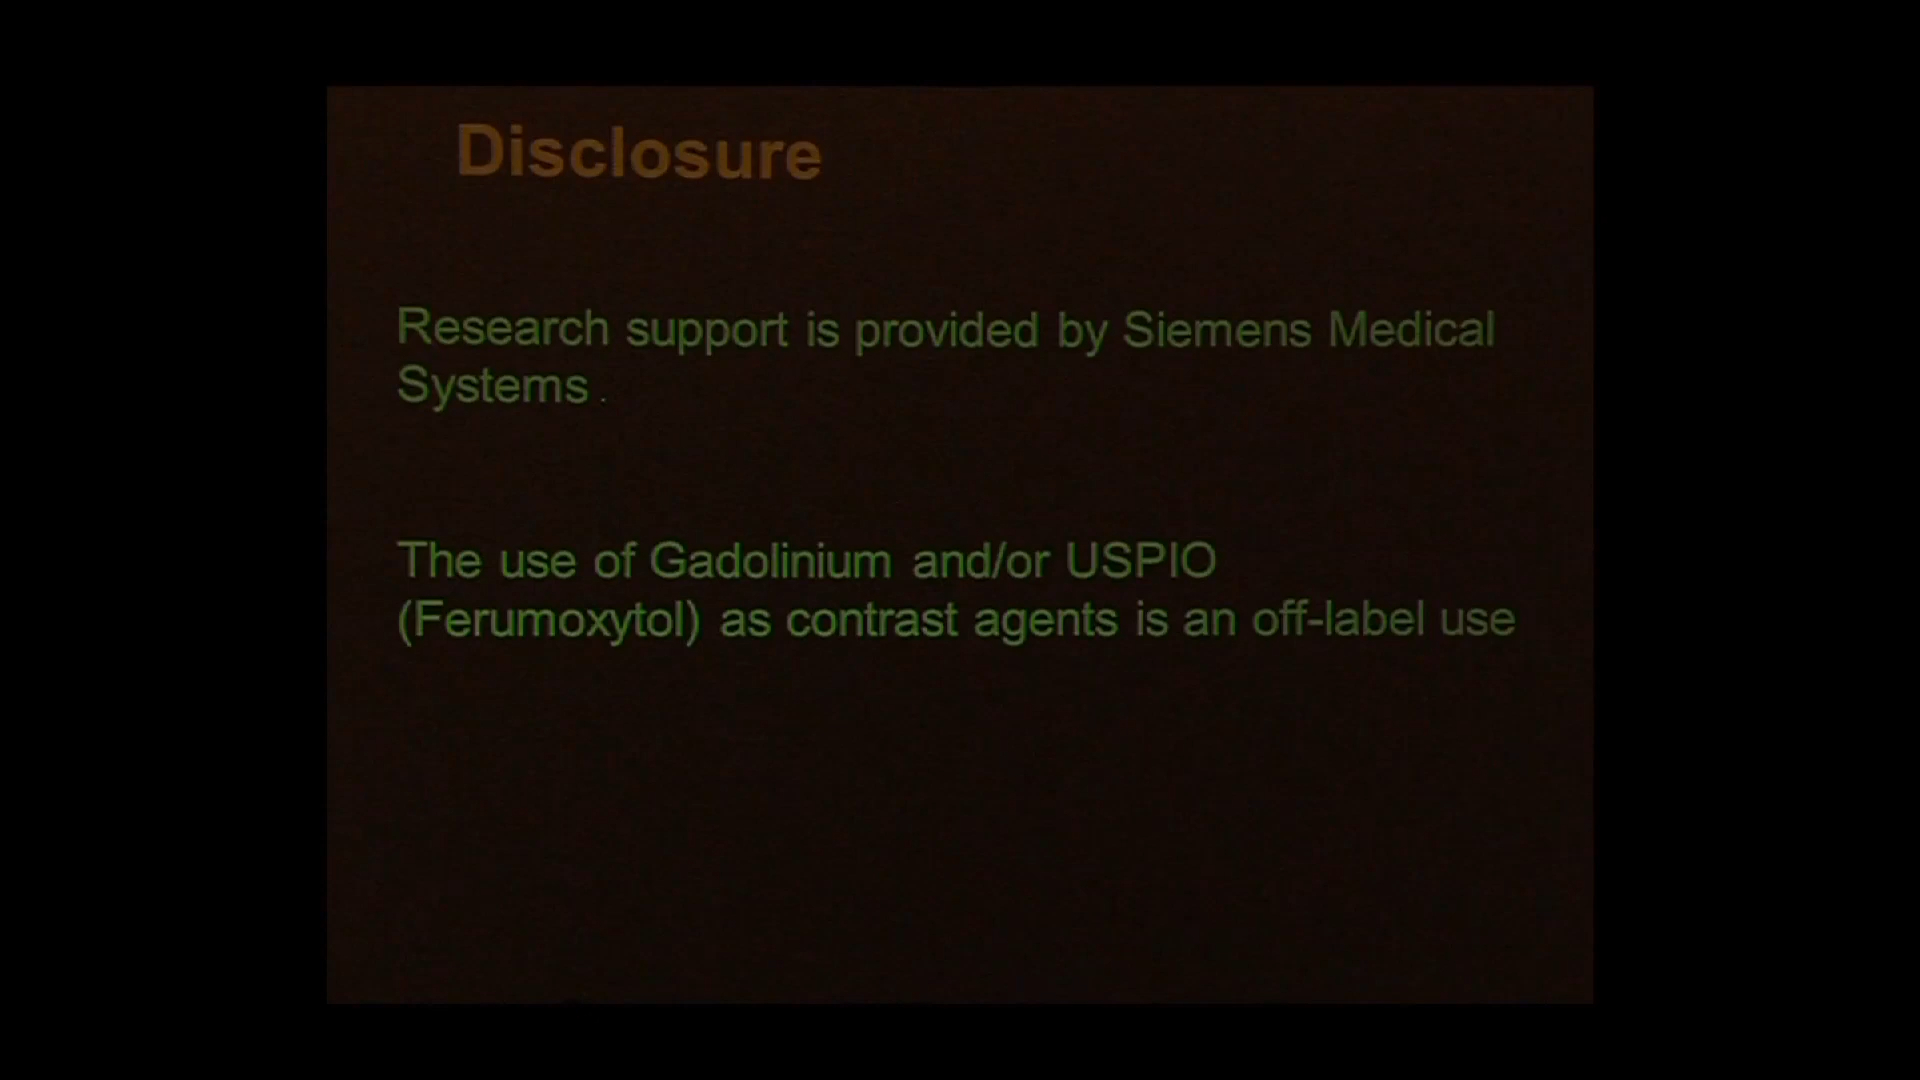 Disclosure
Research support is provided by Siemens Medical
Systems .
The use of Gadolinium and/or USPIO
(Ferumoxytol) as contrast agents is an off-label use